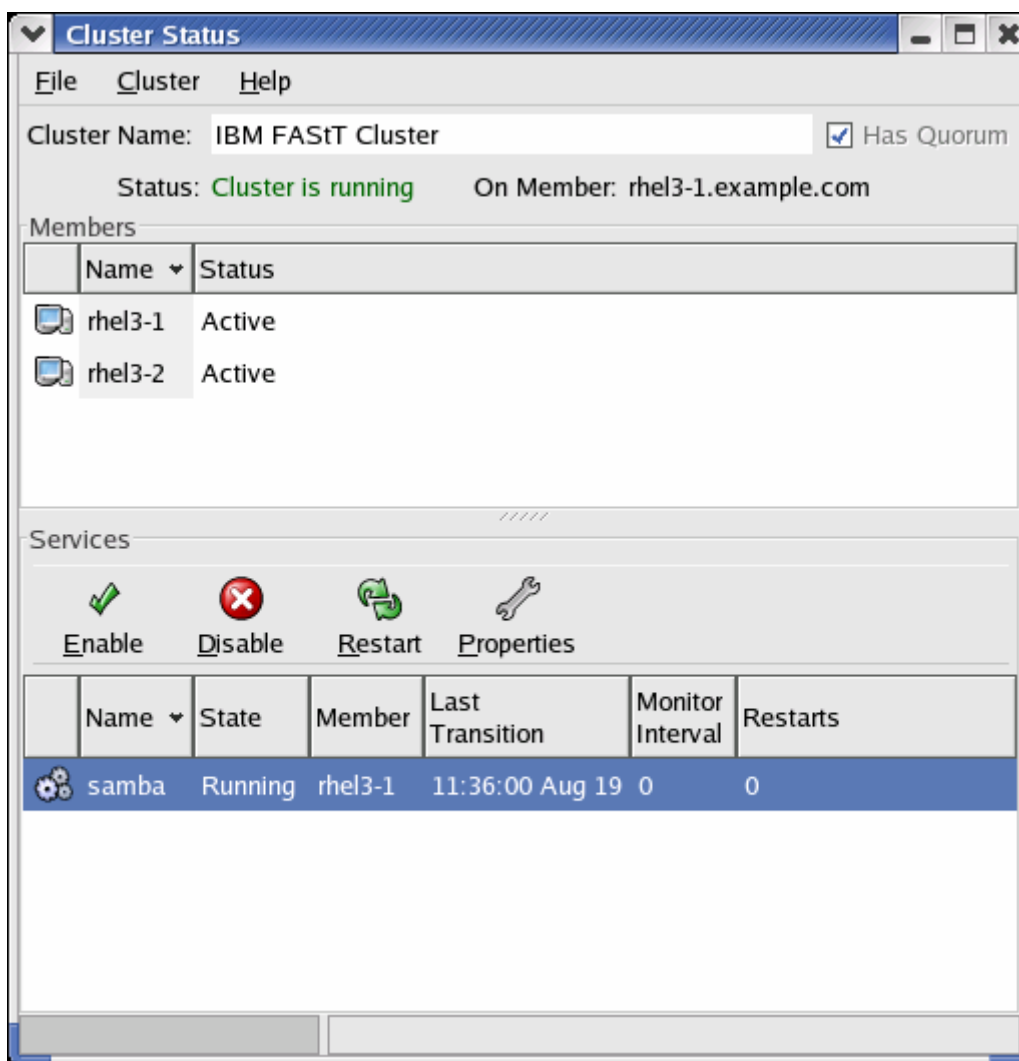 Cluster Status
File Cluster Help
Cluster Name: IBM FAStT Cluster Has Quorum
Status: Cluster is running On Member: rhel3-1.example.com
Members
Name Status
rhel3-1 Active
rhel3-2 Active
Services
Enable Disable Restart Properties
Name State Member Last Transition Monitor Interval Restarts
samba Running rhel3-1 11:36:00 Aug 19 0 0